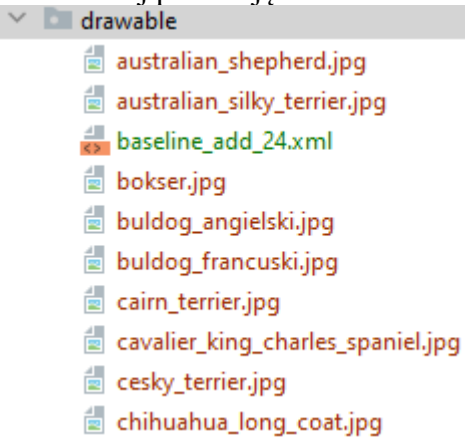 drawable
australian_shepherd.jpg
australian_silky_terrier.jpg
baseline_add_24.xml
bokser.jpg
buldog_angielski.jpg
buldog_francuski.jpg
cairn_terrier.jpg
cavalier_king_charles_spaniel.jpg
cesky_terrier.jpg
chihuahua_long_coat.jpg